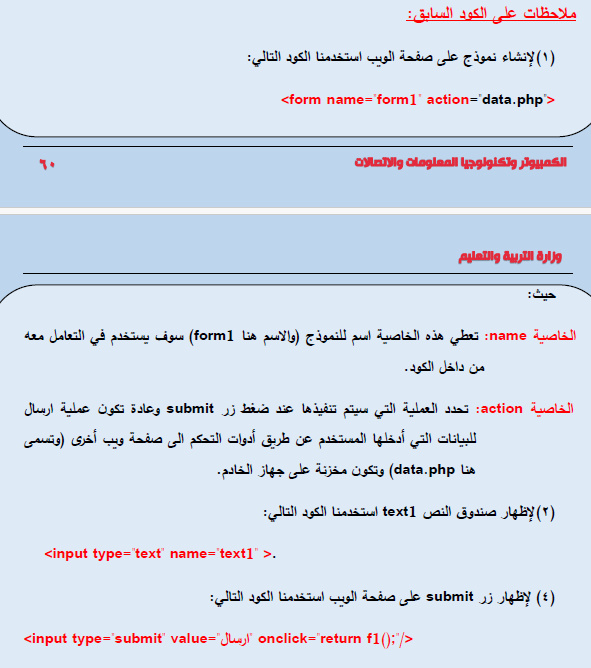 ملاحظات على الكود السابق:
(١)لإنشاء نموذج على صفحة الويب استخدمنا الكود التالي:
<form name="form1" action="data.php">
الكمبيوتر وتكنولوجيا المعلومات والاتصالات ٦٠
وزارة التربية والتعليم
حيث:
الخاصية name: تعطي هذه الخاصية اسم للنموذج (والاسم هنا form1) سوف يستخدم في التعامل معه
من داخل الكود.
الخاصية action: تحدد العملية التي سيتم تنفيذها عند ضغط زر submit وعادة تكون عملية ارسال
للبيانات التي أدخلها المستخدم عن طريق أدوات التحكم الى صفحة ويب أخرى (وتسمى
هنا data.php) وتكون مخزنة على جهاز الخادم.
(٢)لإظهار صندوق النص text1 استخدمنا الكود التالي:
<input type="text" name="text1" >.
(٤) لإظهار زر submit على صفحة الويب استخدمنا الكود التالي:
<input type="submit" value="ارسال" onclick="return f1();"/>